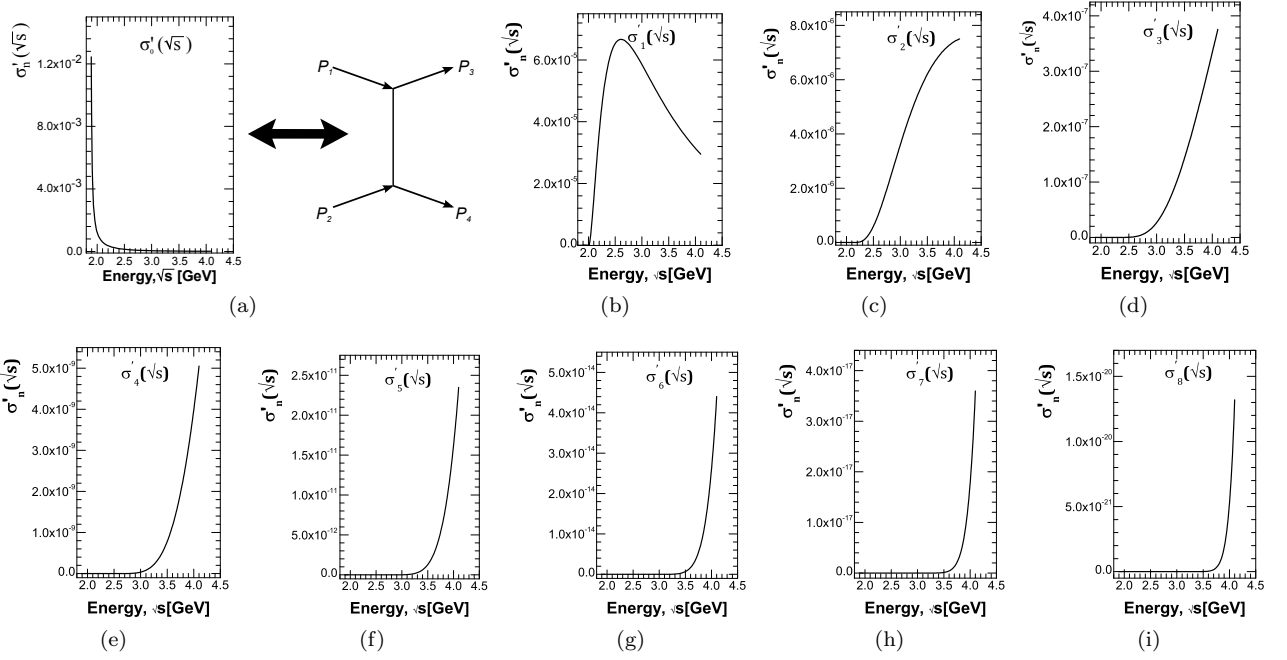 σ'ₙ(√s)
σ'₀(√s)
1.2x10⁻²
8.0x10⁻³
4.0x10⁻³
0.0
2.0 2.5 3.0 3.5 4.0 4.5
Energy,√s [GeV]
(a)
P₁
P₃
P₂
P₄
σ'ₙ(√s)
σ'₁(√s)
6.0x10⁻⁵
4.0x10⁻⁵
2.0x10⁻⁵
0.0
2.0 2.5 3.0 3.5 4.0 4.5
Energy, √s[GeV]
(b)
σ'ₙ(√s)
σ'₂(√s)
8.0x10⁻⁶
6.0x10⁻⁶
4.0x10⁻⁶
2.0x10⁻⁶
0.0
2.0 2.5 3.0 3.5 4.0 4.5
Energy, √s[GeV]
(c)
σ'ₙ(√s)
σ'₃(√s)
4.0x10⁻⁷
3.0x10⁻⁷
2.0x10⁻⁷
1.0x10⁻⁷
0.0
2.0 2.5 3.0 3.5 4.0 4.5
Energy, √s[GeV]
(d)
σ'ₙ(√s)
σ'₄(√s)
5.0x10⁻⁹
4.0x10⁻⁹
3.0x10⁻⁹
2.0x10⁻⁹
1.0x10⁻⁹
0.0
2.0 2.5 3.0 3.5 4.0 4.5
Energy, √s[GeV]
(e)
σ'ₙ(√s)
σ'₅(√s)
2.5x10⁻¹¹
2.0x10⁻¹¹
1.5x10⁻¹¹
1.0x10⁻¹¹
5.0x10⁻¹²
0.0
2.0 2.5 3.0 3.5 4.0 4.5
Energy, √s[GeV]
(f)
σ'ₙ(√s)
σ'₆(√s)
5.0x10⁻¹⁴
4.0x10⁻¹⁴
3.0x10⁻¹⁴
2.0x10⁻¹⁴
1.0x10⁻¹⁴
0.0
2.0 2.5 3.0 3.5 4.0 4.5
Energy, √s[GeV]
(g)
σ'ₙ(√s)
σ'₇(√s)
4.0x10⁻¹⁷
3.0x10⁻¹⁷
2.0x10⁻¹⁷
1.0x10⁻¹⁷
0.0
2.0 2.5 3.0 3.5 4.0 4.5
Energy, √s[GeV]
(h)
σ'ₙ(√s)
σ'₈(√s)
1.5x10⁻²⁰
1.0x10⁻²⁰
5.0x10⁻²¹
0.0
2.0 2.5 3.0 3.5 4.0 4.5
Energy, √s[GeV]
(i)